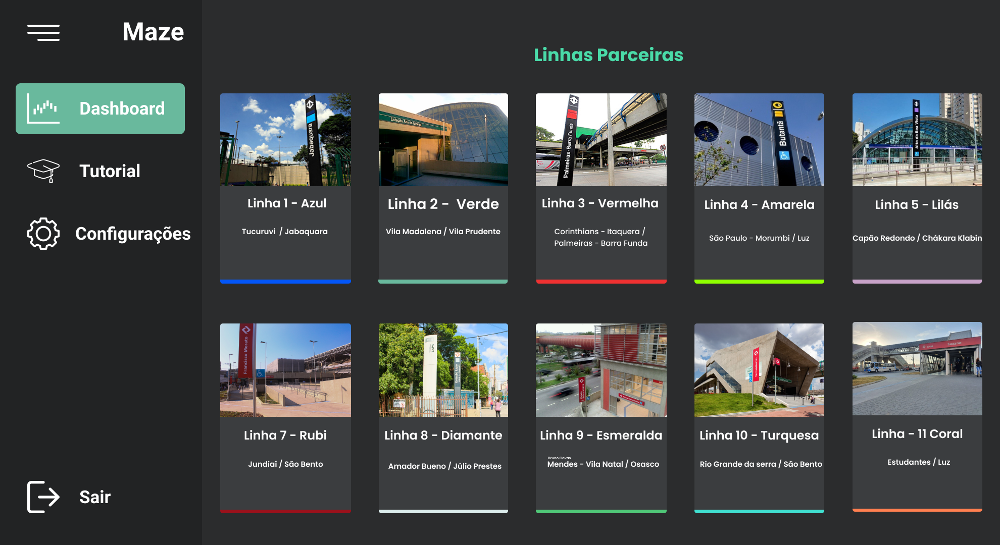 Maze
Dashboard
Tutorial
Configurações
Sair
Linhas Parceiras
Jabaquara
Linha 1 - Azul
Tucuruvi / Jabaquara
Estação Alto do Ipiranga
Linha 2 - Verde
Vila Madalena / Vila Prudente
Palmeiras - Barra Funda
Linha 3 - Vermelha
Corinthians - Itaquera /
Palmeiras - Barra Funda
Butantã
Linha 4 - Amarela
São Paulo - Morumbi / Luz
Alto da Boa Vista
Linha 5 - Lilás
Capão Redondo / Chákara Klabin
Francisco Morato
Linha 7 - Rubi
Jundiaí / São Bento
LAPA
Estação Lapa
Linha 8 - Diamante
Amador Bueno / Júlio Prestes
Linha 9 - Esmeralda
Bruno Covas
Mendes - Vila Natal / Osasco
Linha 10 - Turquesa
Rio Grande da serra / São Bento
Suzano
Linha - 11 Coral
Estudantes / Luz